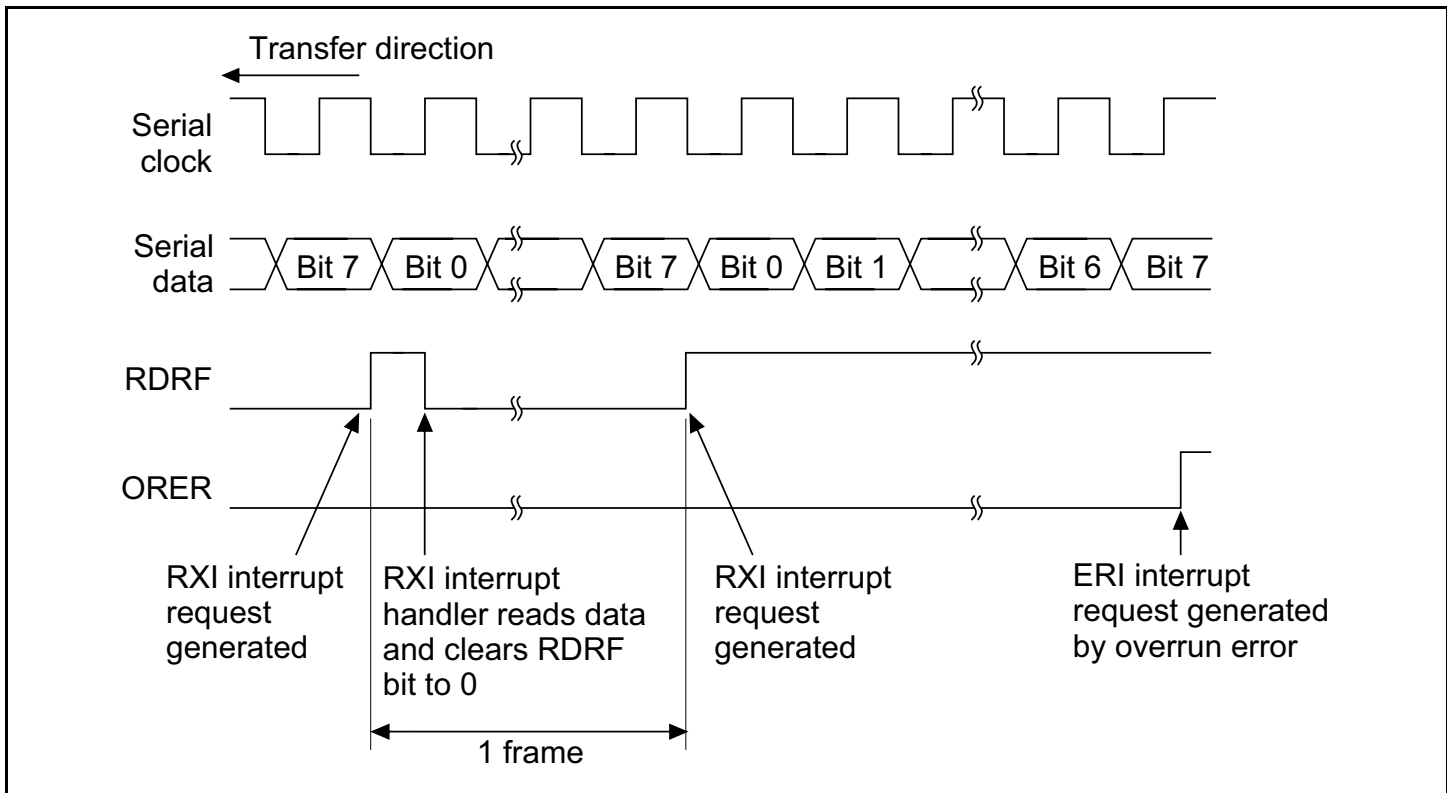 Transfer direction
Serial
clock
Serial
data
Bit 7
Bit 0
Bit 7
Bit 0
Bit 1
Bit 6
Bit 7
RDRF
ORER
RXI interrupt
request
generated
RXI interrupt
handler reads data
and clears RDRF
bit to 0
RXI interrupt
request
generated
ERI interrupt
request generated
by overrun error
1 frame